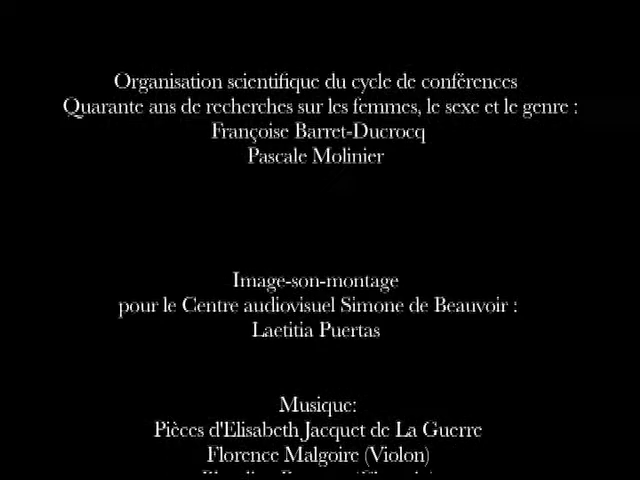 Organisation scientifique du cycle de conférences
Quarante ans de recherches sur les femmes, le sexe et le genre :
Françoise Barret-Ducrocq
Pascale Molinier
Image-son-montage
pour le Centre audiovisuel Simone de Beauvoir :
Laetitia Puertas
Musique:
Pièces d'Elisabeth Jacquet de La Guerre
Florence Malgoire (Violon)